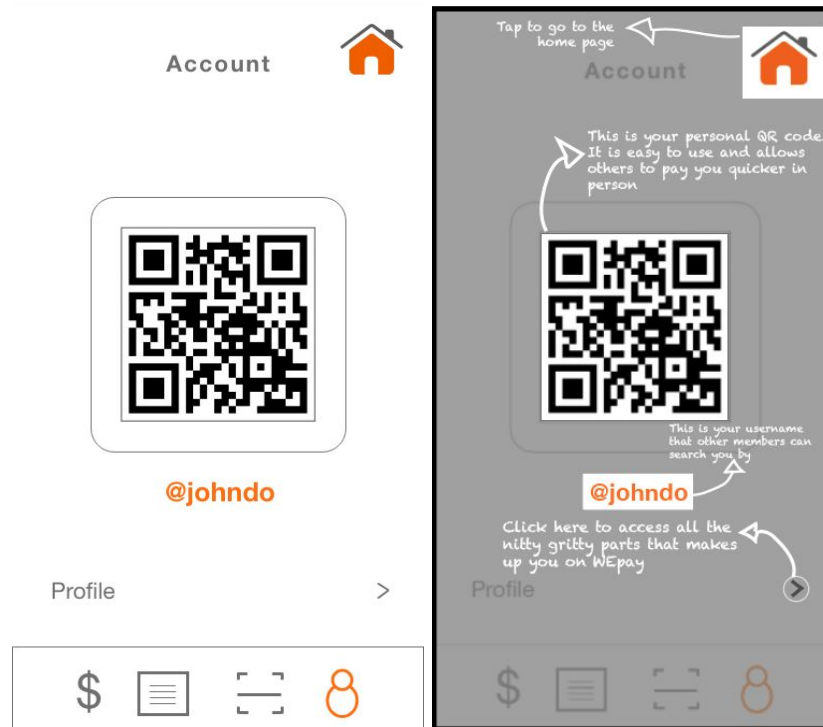 Account
@johndo
Profile
$
Tap to go to the
home page
Account
This is your personal QR code
It is easy to use and allows
others to pay you quicker in
person
This is your username
that other members can
search you by
@johndo
Click here to access all the
nitty gritty parts that makes
up you on WEpay
Profile
$